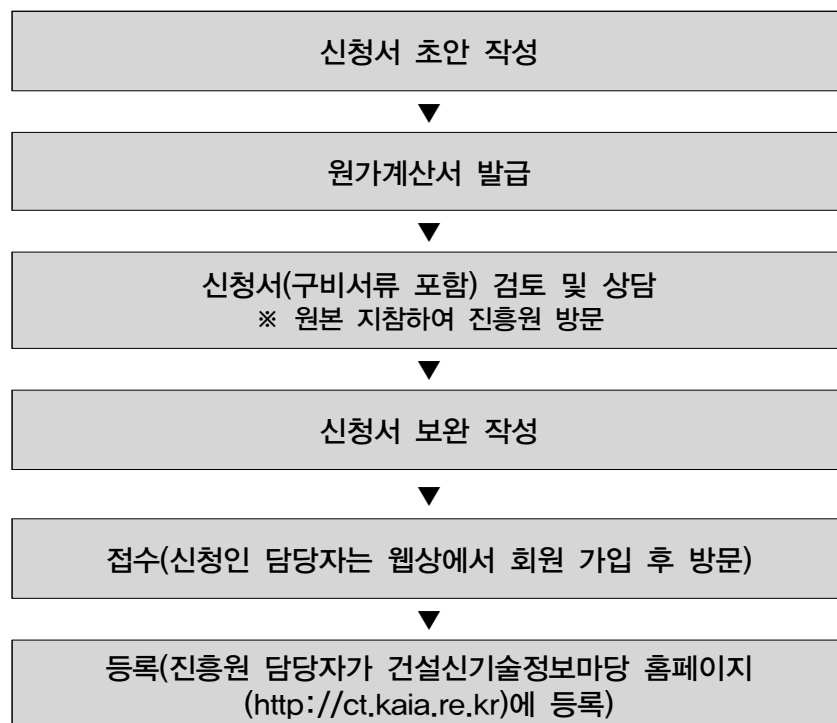 신청서 초안 작성
▼
원가계산서 발급
▼
신청서(구비서류 포함) 검토 및 상담
※ 원본 지참하여 진흥원 방문
▼
신청서 보완 작성
▼
접수(신청인 담당자는 웹상에서 회원 가입 후 방문)
▼
등록(진흥원 담당자가 건설신기술정보마당 홈페이지
(http://ct.kaia.re.kr)에 등록)